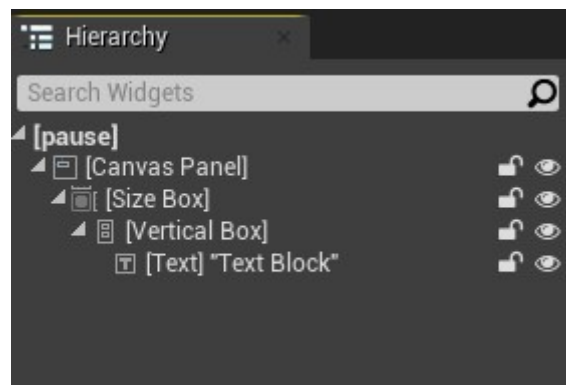 Hierarchy
Search Widgets
[pause]
[Canvas Panel]
[Size Box]
[Vertical Box]
[Text] "Text Block"